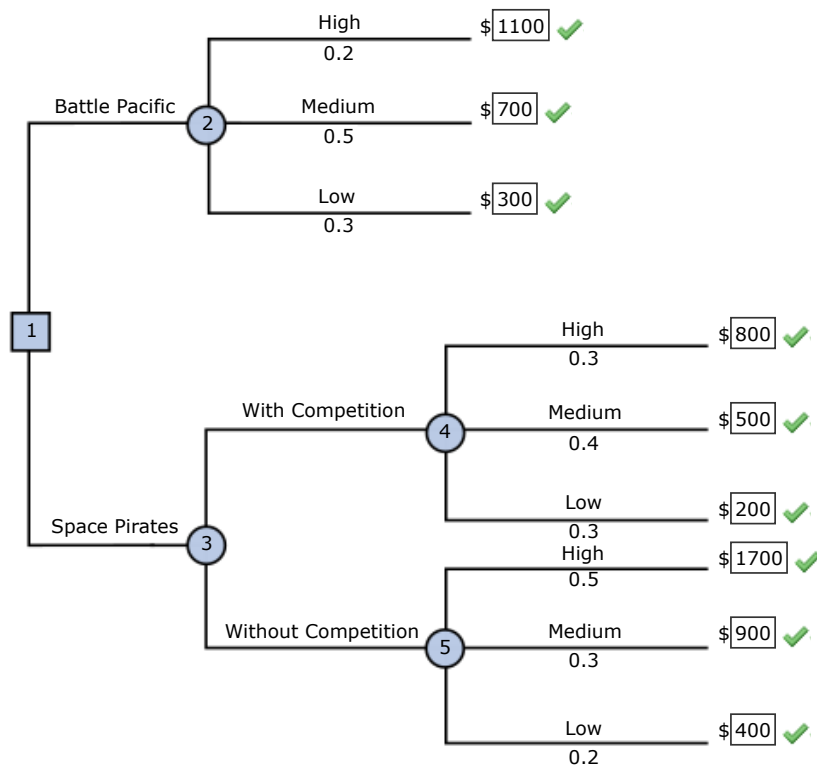 High
$ 1100
0.2
Battle Pacific
2
Medium
$ 700
0.5
Low
$ 300
0.3
1
High
$ 800
0.3
With Competition
4
Medium
$ 500
0.4
Space Pirates
3
Low
$ 200
0.3
High
$ 1700
0.5
Without Competition
5
Medium
$ 900
0.3
Low
$ 400
0.2